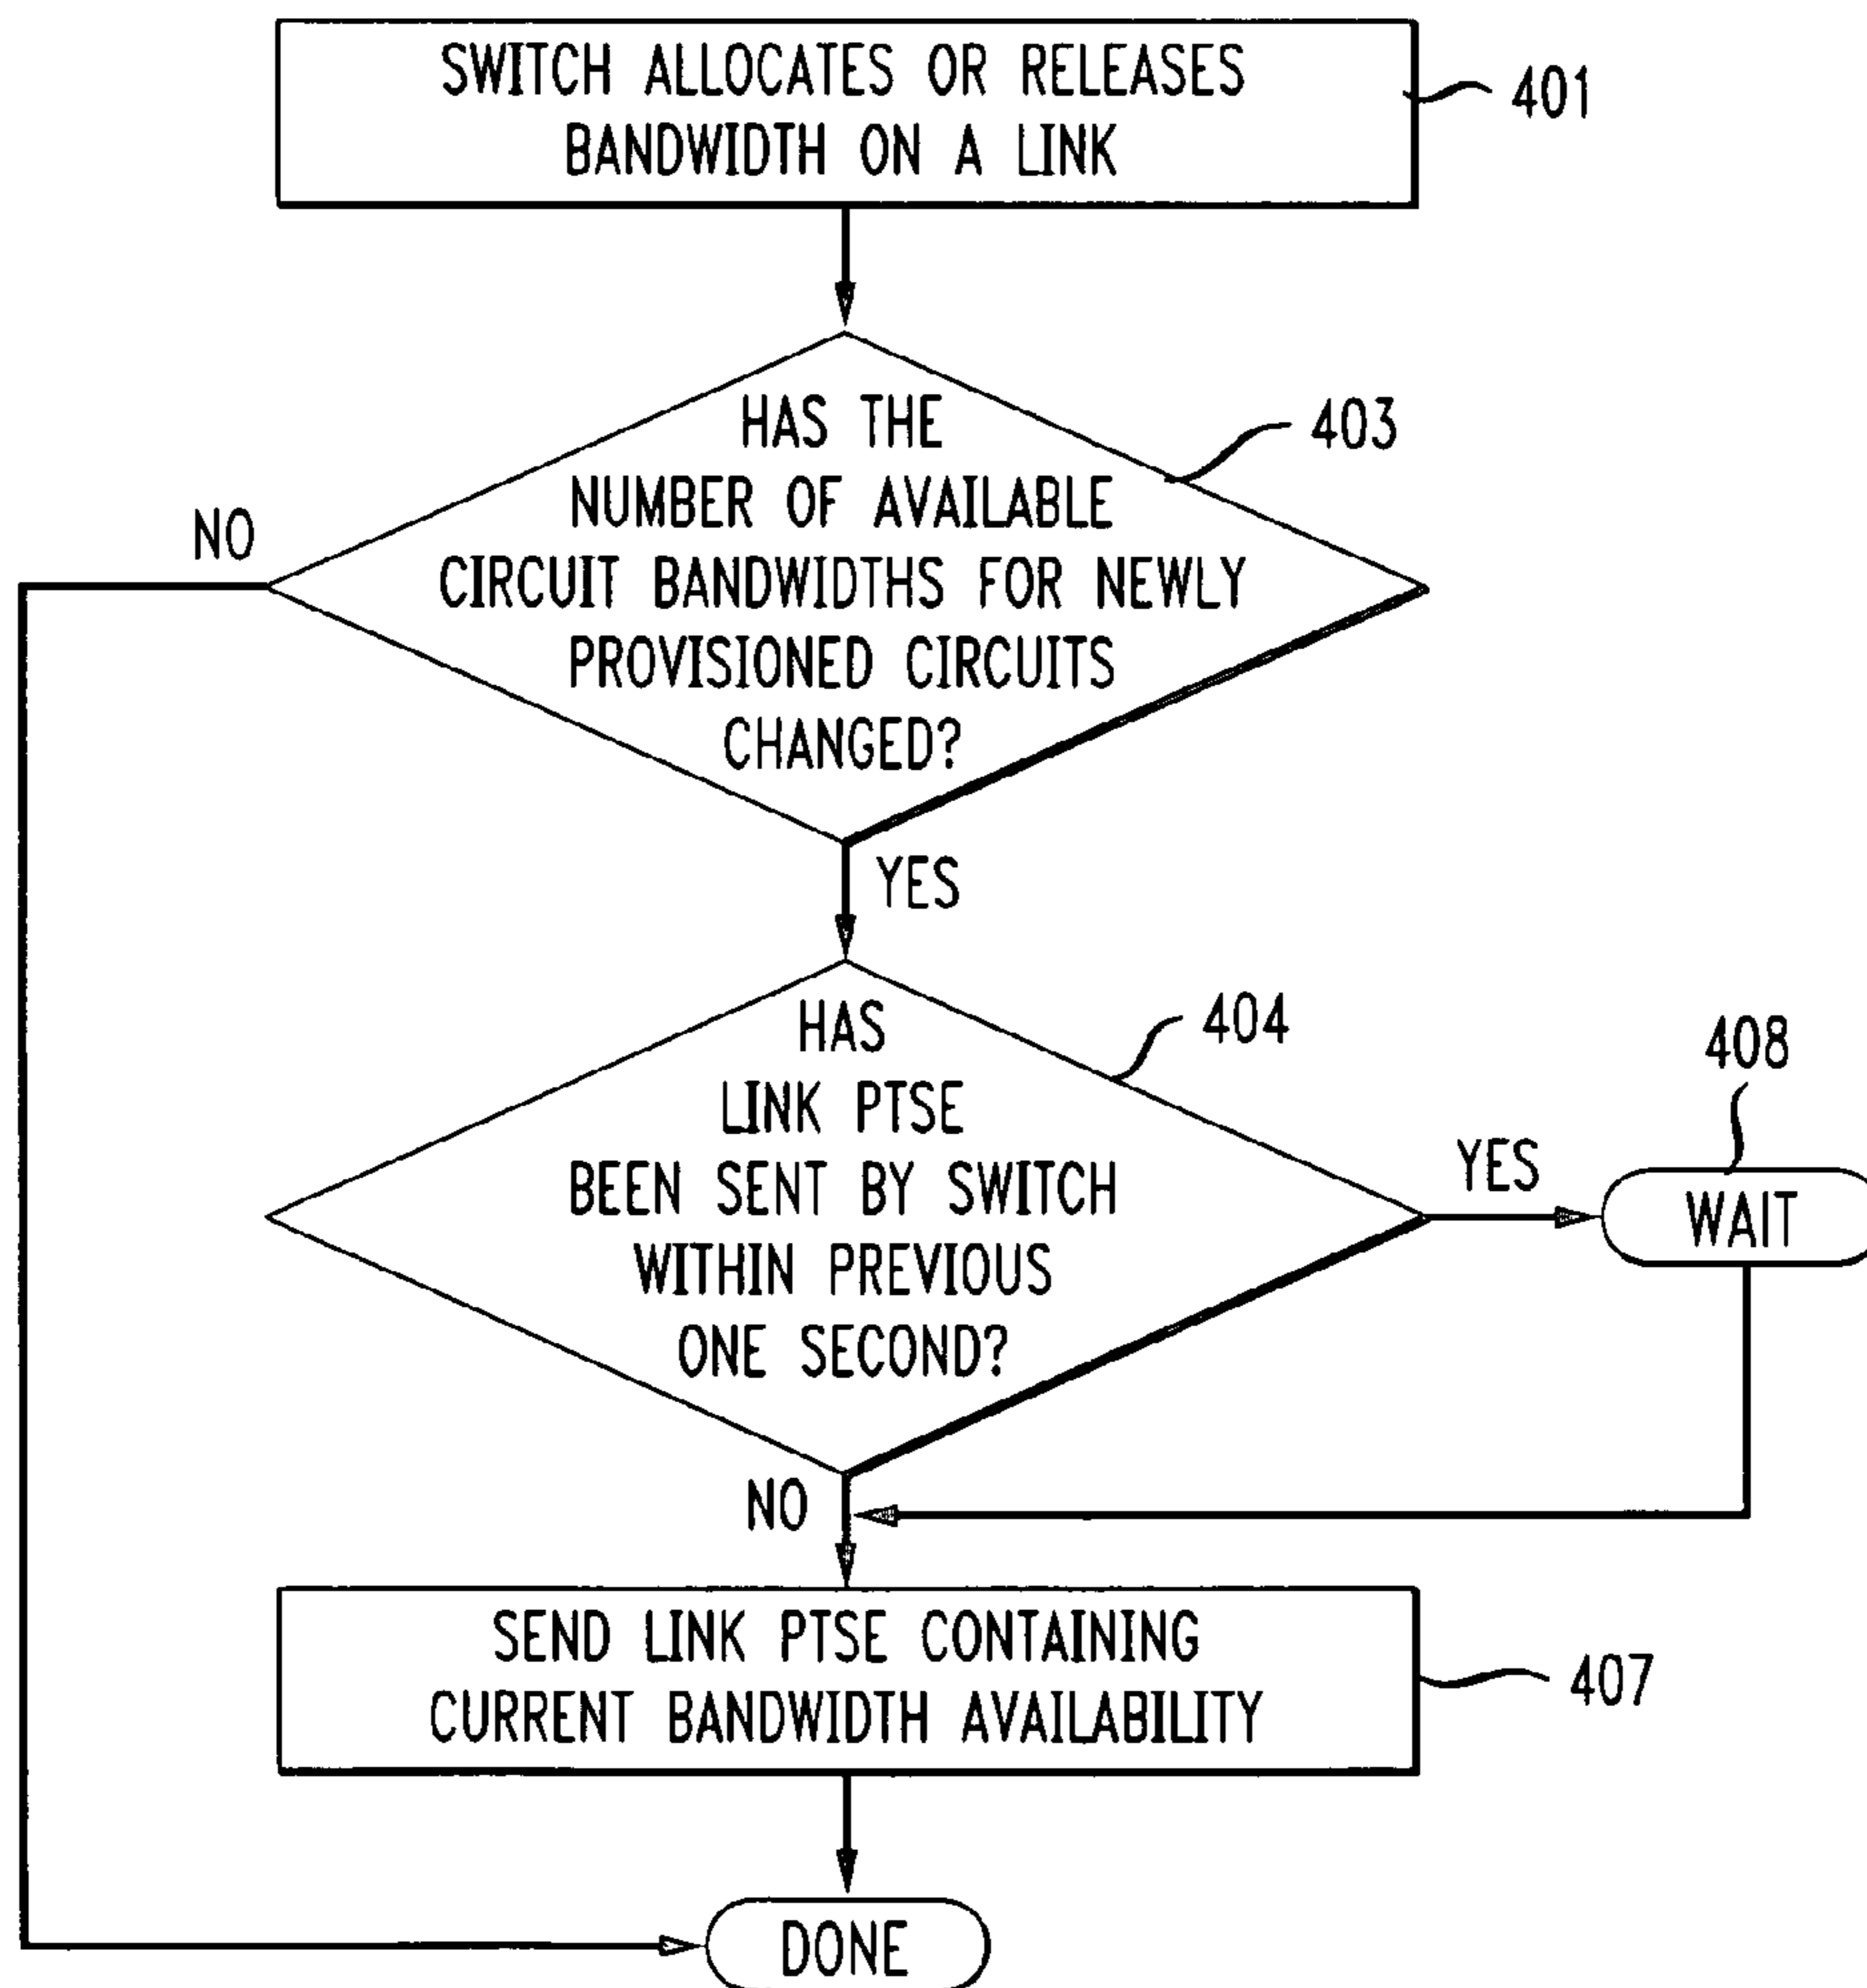 SWITCH ALLOCATES OR RELEASES
BANDWIDTH ON A LINK
401
HAS THE
NUMBER OF AVAILABLE
CIRCUIT BANDWIDTHS FOR NEWLY
PROVISIONED CIRCUITS
CHANGED?
403
NO
YES
HAS
LINK PTSE
BEEN SENT BY SWITCH
WITHIN PREVIOUS
ONE SECOND?
404
408
YES
WAIT
NO
SEND LINK PTSE CONTAINING
CURRENT BANDWIDTH AVAILABILITY
407
DONE